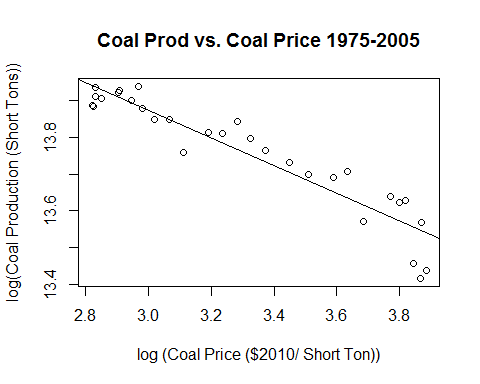 Coal Prod vs. Coal Price 1975-2005
log(Coal Production (Short Tons))
13.8
13.6
13.4
2.8 3.0 3.2 3.4 3.6 3.8
log (Coal Price ($2010/ Short Ton))